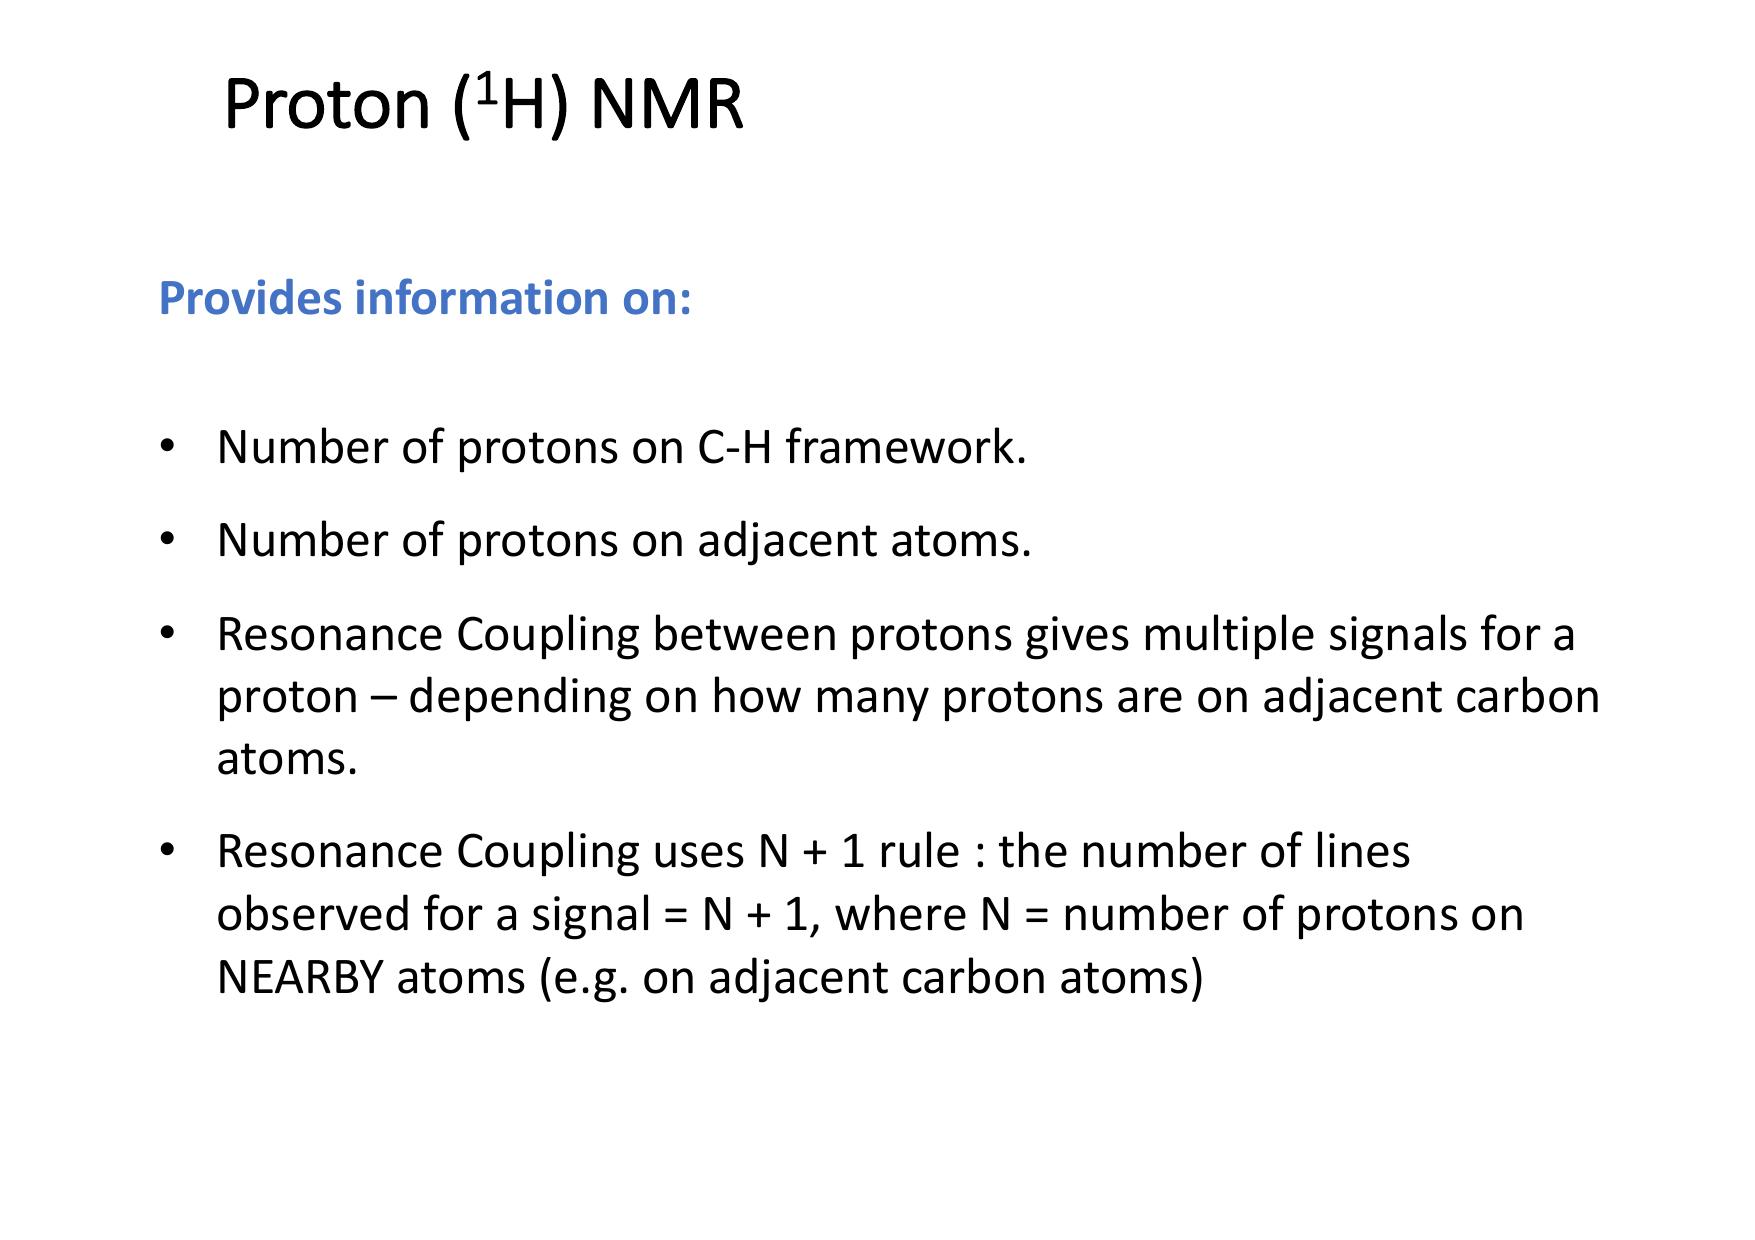 Proton (¹H) NMR
Provides information on:
• Number of protons on C-H framework.
• Number of protons on adjacent atoms.
• Resonance Coupling between protons gives multiple signals for a
proton – depending on how many protons are on adjacent carbon
atoms.
• Resonance Coupling uses N + 1 rule : the number of lines
observed for a signal = N + 1, where N = number of protons on
NEARBY atoms (e.g. on adjacent carbon atoms)